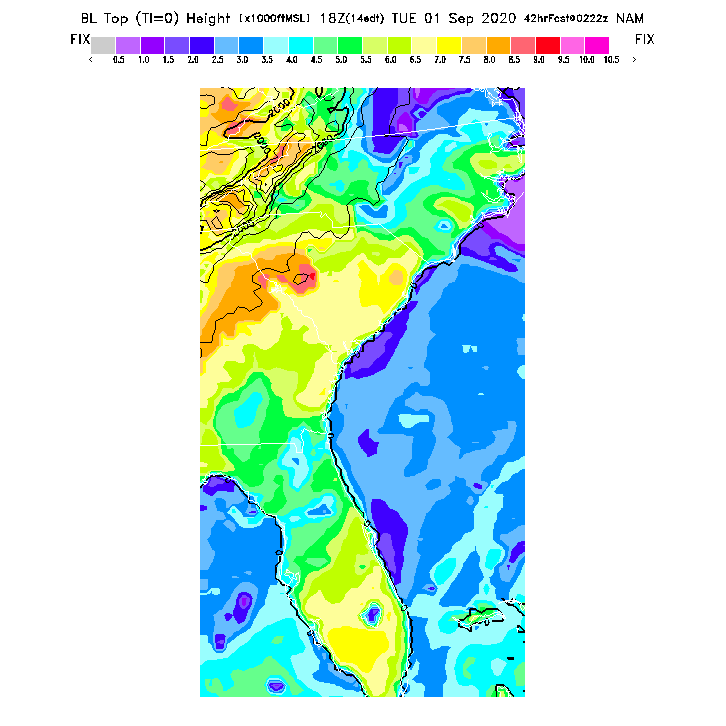 BL Top (TI=0) Height [x1000ftMSL] 18Z(14edt) TUE 01 Sep 2020 42hrFcst@0222z NAM
FIX FIX
< 0.5 1.0 1.5 2.0 2.5 3.0 3.5 4.0 4.5 5.0 5.5 6.0 6.5 7.0 7.5 8.0 8.5 9.0 9.5 10.0 10.5 >
2000
2000
2000